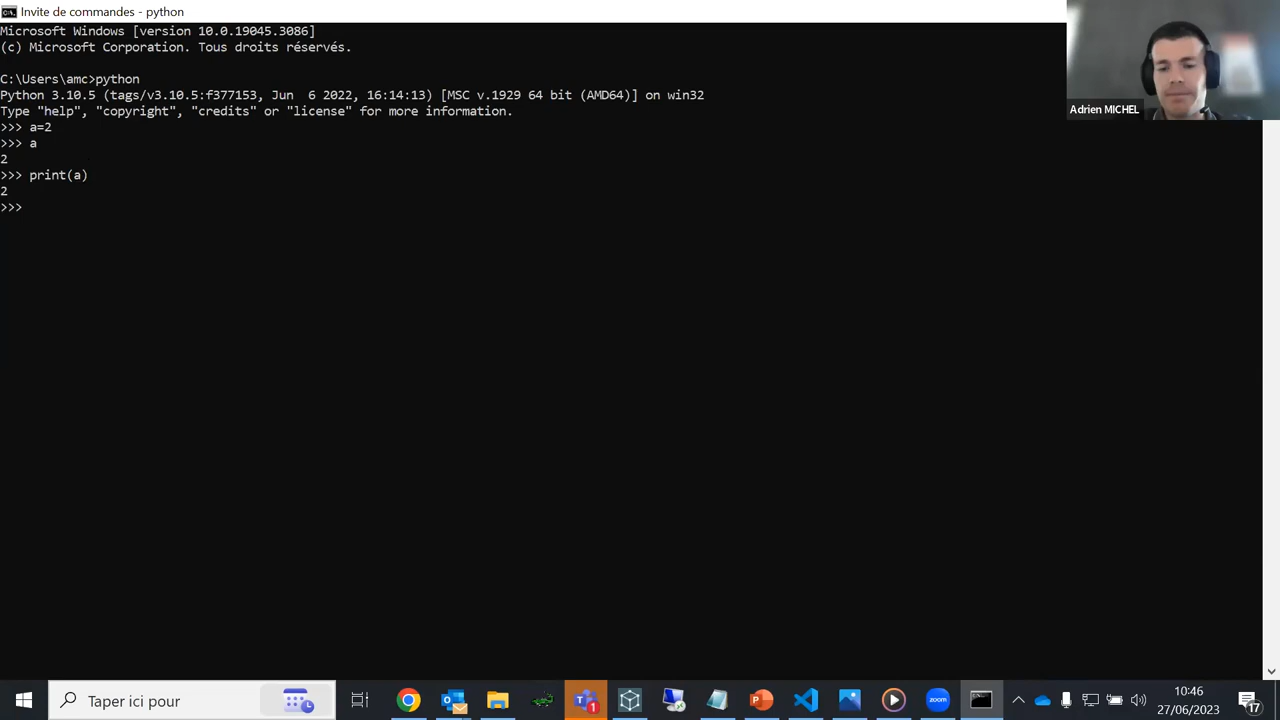 Invite de commandes - python
Microsoft Windows [version 10.0.19045.3086]
(c) Microsoft Corporation. Tous droits réservés.
C:\Users\amc>python
Python 3.10.5 (tags/v3.10.5:f377153, Jun  6 2022, 16:14:13) [MSC v.1929 64 bit (AMD64)] on win32
Type "help", "copyright", "credits" or "license" for more information.
>>> a=2
>>> a
2
>>> print(a)
2
>>>
Adrien MICHEL
Taper ici pour
1
P
zoom
10:46
27/06/2023
17